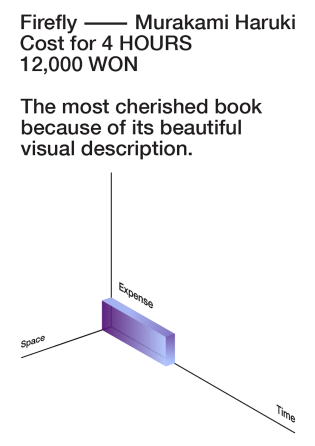 Firefly —— Murakami Haruki
Cost for 4 HOURS
12,000 WON
The most cherished book
because of its beautiful
visual description.
Expense
Space
Time